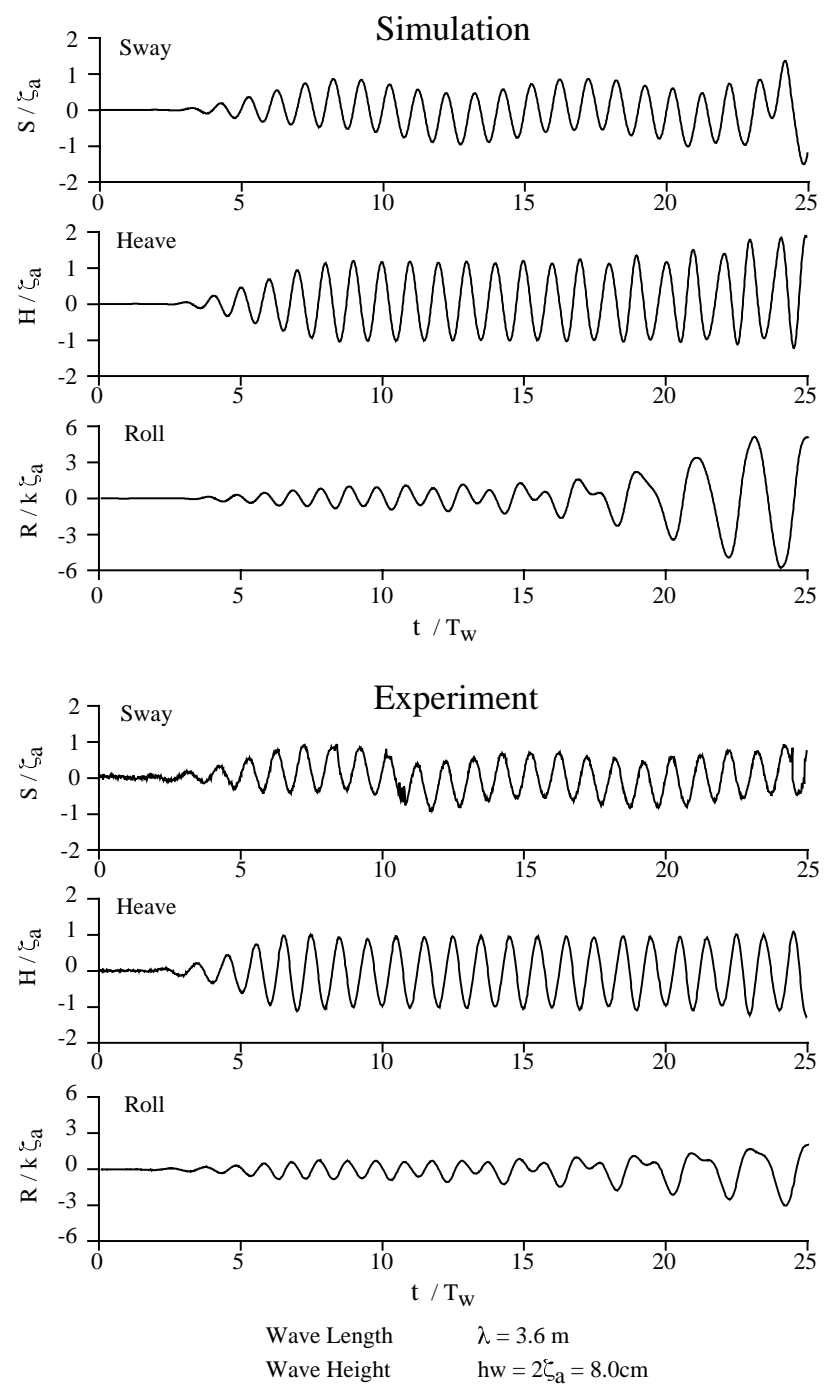 Simulation
Sway
S / ζa
2
1
0
-1
-2
0 5 10 15 20 25
Heave
H / ζa
2
1
0
-1
-2
0 5 10 15 20 25
Roll
R / k ζa
6
3
0
-3
-6
0 5 10 15 20 25
t / Tw
Experiment
Sway
S / ζa
2
1
0
-1
-2
0 5 10 15 20 25
Heave
H / ζa
2
1
0
-1
-2
0 5 10 15 20 25
Roll
R / k ζa
6
3
0
-3
-6
0 5 10 15 20 25
t / Tw
Wave Length λ = 3.6 m
Wave Height hw = 2ζa = 8.0cm